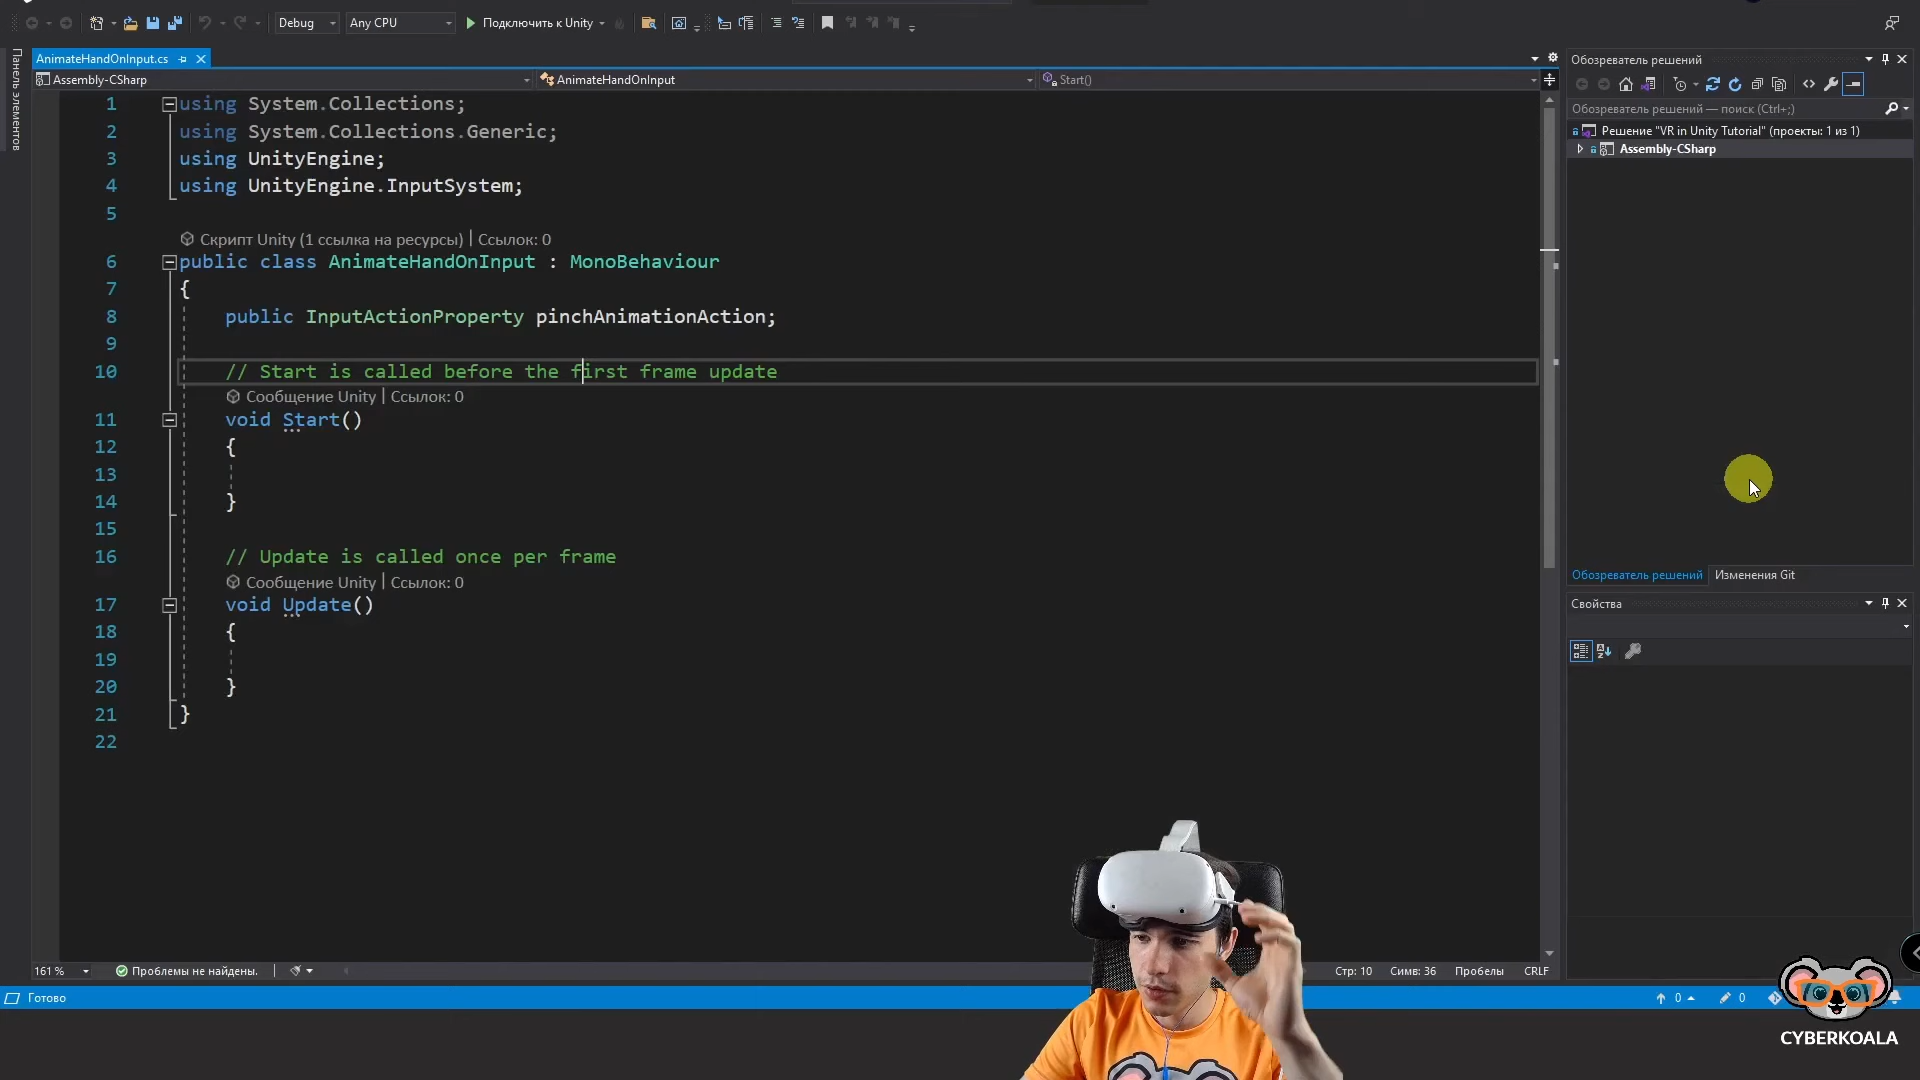 Debug
Any CPU
Подключить к Unity
Панель элементов
AnimateHandOnInput.cs
Assembly-CSharp
AnimateHandOnInput
Start()
1 using System.Collections;
2 using System.Collections.Generic;
3 using UnityEngine;
4 using UnityEngine.InputSystem;
5
Скрипт Unity (1 ссылка на ресурсы) | Ссылок: 0
6 public class AnimateHandOnInput : MonoBehaviour
7 {
8 public InputActionProperty pinchAnimationAction;
9
10 // Start is called before the first frame update
Сообщение Unity | Ссылок: 0
11 void Start()
12 {
13
14 }
15
16 // Update is called once per frame
Сообщение Unity | Ссылок: 0
17 void Update()
18 {
19
20 }
21 }
22
161 %
Проблемы не найдены.
Стр: 10
Симв: 36
Пробелы
CRLF
Готово
0
0
Обозреватель решений
Обозреватель решений — поиск (Ctrl+;)
Решение "VR in Unity Tutorial" (проекты: 1 из 1)
Assembly-CSharp
Обозреватель решений
Изменения Git
Свойства
CYBERKOALA